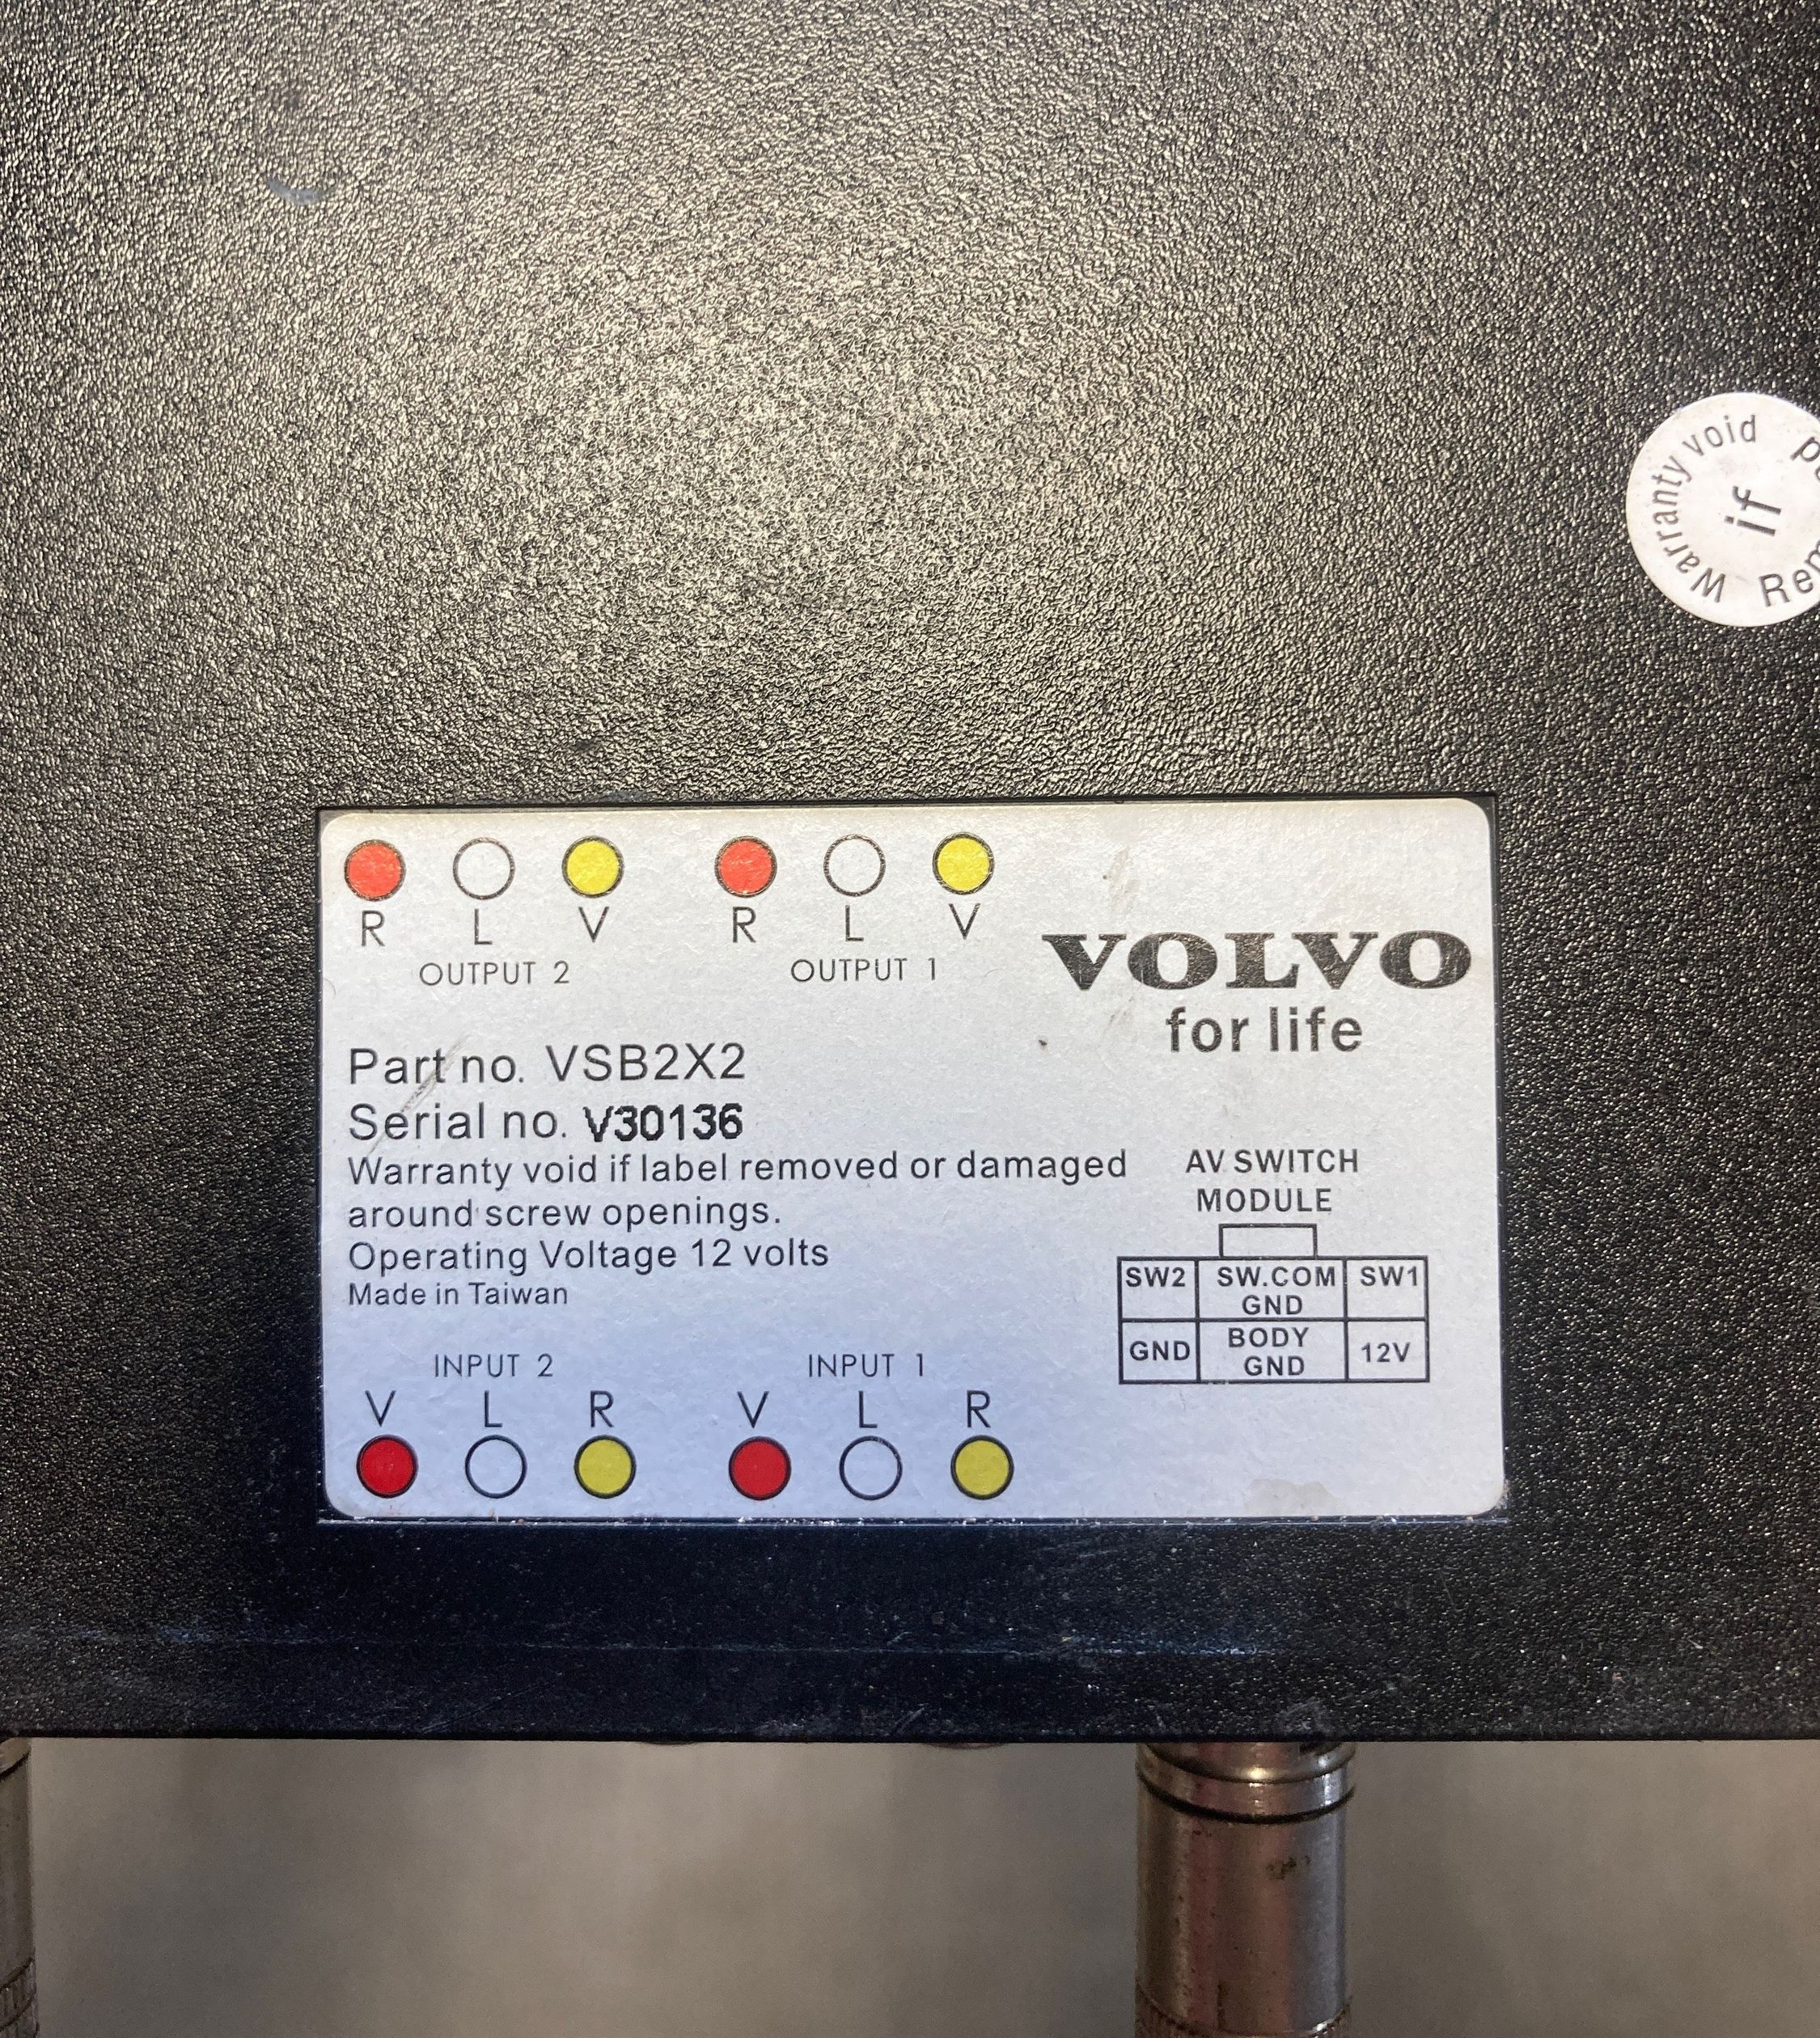 Warranty void
if
R L V R L V
OUTPUT 2 OUTPUT 1
VOLVO
for life
Part no. VSB2X2
Serial no. V30136
Warranty void if label removed or damaged
around screw openings.
Operating Voltage 12 volts
Made in Taiwan
AV SWITCH
MODULE
SW2 SW.COM GND SW1
GND BODY GND 12V
INPUT 2 INPUT 1
V L R V L R